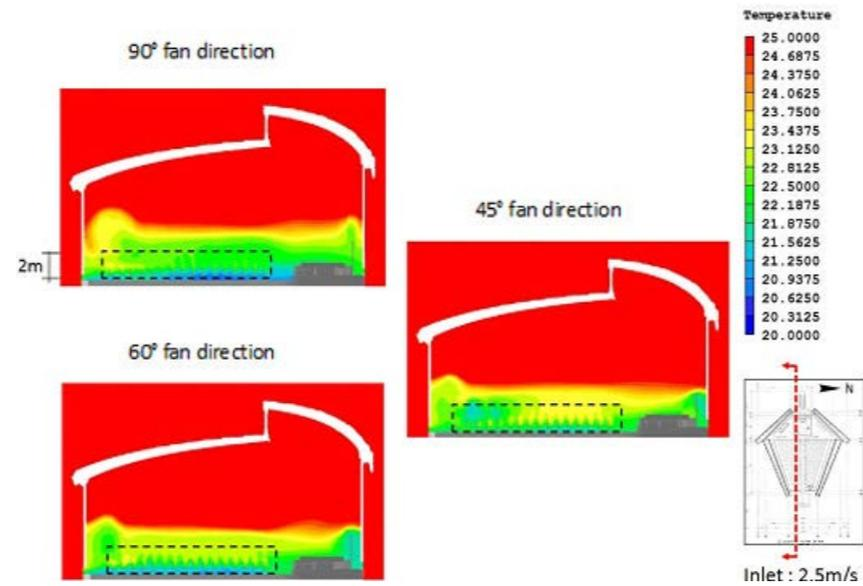 90° fan direction
2m
60° fan direction
45° fan direction
Temperature
25.0000
24.6875
24.3750
24.0625
23.7500
23.4375
23.1250
22.8125
22.5000
22.1875
21.8750
21.5625
21.2500
20.9375
20.6250
20.3125
20.0000
N
Inlet : 2.5m/s